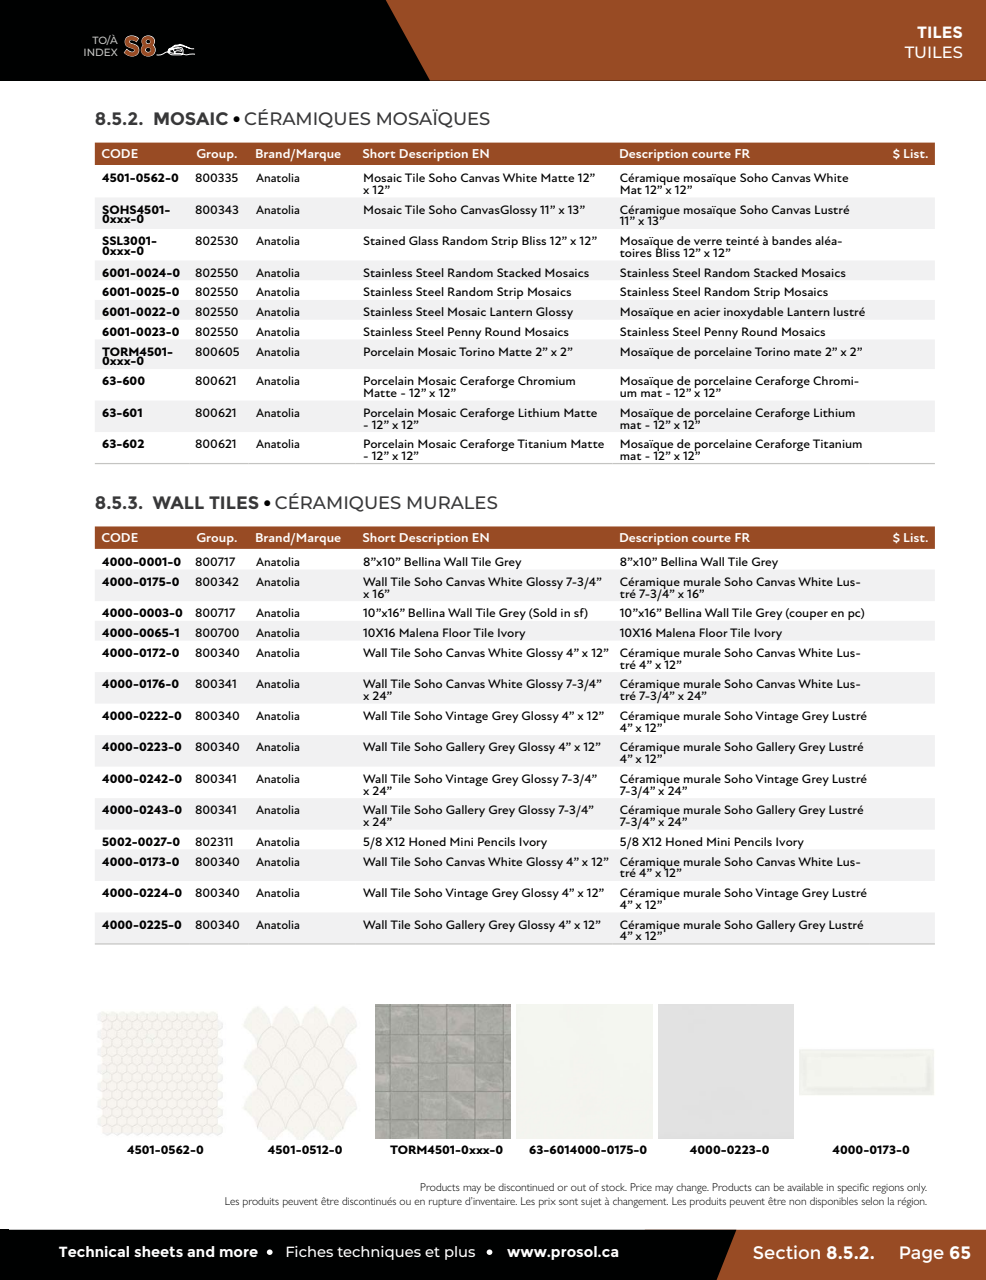 TO/À
INDEX S8
TILES
TUILES
8.5.2. MOSAIC • CÉRAMIQUES MOSAÏQUES
CODE Group. Brand/Marque Short Description EN Description courte FR $ List.
4501-0562-0 800335 Anatolia Mosaic Tile Soho Canvas White Matte 12” Céramique mosaïque Soho Canvas White
x 12” Mat 12” x 12”
SOHS4501- 800343 Anatolia Mosaic Tile Soho CanvasGlossy 11” x 13” Céramique mosaïque Soho Canvas Lustré
0xxx-0 11” x 13”
SSL3001- 802530 Anatolia Stained Glass Random Strip Bliss 12” x 12” Mosaïque de verre teinté à bandes aléa-
0xxx-0 toires Bliss 12” x 12”
6001-0024-0 802550 Anatolia Stainless Steel Random Stacked Mosaics Stainless Steel Random Stacked Mosaics
6001-0025-0 802550 Anatolia Stainless Steel Random Strip Mosaics Stainless Steel Random Strip Mosaics
6001-0022-0 802550 Anatolia Stainless Steel Mosaic Lantern Glossy Mosaïque en acier inoxydable Lantern lustré
6001-0023-0 802550 Anatolia Stainless Steel Penny Round Mosaics Stainless Steel Penny Round Mosaics
TORM4501- 800605 Anatolia Porcelain Mosaic Torino Matte 2” x 2” Mosaïque de porcelaine Torino mate 2” x 2”
0xxx-0
63-600 800621 Anatolia Porcelain Mosaic Ceraforge Chromium Mosaïque de porcelaine Ceraforge Chromi-
Matte - 12” x 12” um mat - 12” x 12”
63-601 800621 Anatolia Porcelain Mosaic Ceraforge Lithium Matte Mosaïque de porcelaine Ceraforge Lithium
- 12” x 12” mat - 12” x 12”
63-602 800621 Anatolia Porcelain Mosaic Ceraforge Titanium Matte Mosaïque de porcelaine Ceraforge Titanium
- 12” x 12” mat - 12” x 12”
8.5.3. WALL TILES • CÉRAMIQUES MURALES
CODE Group. Brand/Marque Short Description EN Description courte FR $ List.
4000-0001-0 800717 Anatolia 8”x10” Bellina Wall Tile Grey 8”x10” Bellina Wall Tile Grey
4000-0175-0 800342 Anatolia Wall Tile Soho Canvas White Glossy 7-3/4” Céramique murale Soho Canvas White Lus-
x 16” tré 7-3/4” x 16”
4000-0003-0 800717 Anatolia 10”x16” Bellina Wall Tile Grey (Sold in sf) 10”x16” Bellina Wall Tile Grey (couper en pc)
4000-0065-1 800700 Anatolia 10X16 Malena Floor Tile Ivory 10X16 Malena Floor Tile Ivory
4000-0172-0 800340 Anatolia Wall Tile Soho Canvas White Glossy 4” x 12” Céramique murale Soho Canvas White Lus-
tré 4” x 12”
4000-0176-0 800341 Anatolia Wall Tile Soho Canvas White Glossy 7-3/4” Céramique murale Soho Canvas White Lus-
x 24” tré 7-3/4” x 24”
4000-0222-0 800340 Anatolia Wall Tile Soho Vintage Grey Glossy 4” x 12” Céramique murale Soho Vintage Grey Lustré
4” x 12”
4000-0223-0 800340 Anatolia Wall Tile Soho Gallery Grey Glossy 4” x 12” Céramique murale Soho Gallery Grey Lustré
4” x 12”
4000-0242-0 800341 Anatolia Wall Tile Soho Vintage Grey Glossy 7-3/4” Céramique murale Soho Vintage Grey Lustré
x 24” 7-3/4” x 24”
4000-0243-0 800341 Anatolia Wall Tile Soho Gallery Grey Glossy 7-3/4” Céramique murale Soho Gallery Grey Lustré
x 24” 7-3/4” x 24”
5002-0027-0 802311 Anatolia 5/8 X12 Honed Mini Pencils Ivory 5/8 X12 Honed Mini Pencils Ivory
4000-0173-0 800340 Anatolia Wall Tile Soho Canvas White Glossy 4” x 12” Céramique murale Soho Canvas White Lus-
tré 4” x 12”
4000-0224-0 800340 Anatolia Wall Tile Soho Vintage Grey Glossy 4” x 12” Céramique murale Soho Vintage Grey Lustré
4” x 12”
4000-0225-0 800340 Anatolia Wall Tile Soho Gallery Grey Glossy 4” x 12” Céramique murale Soho Gallery Grey Lustré
4” x 12”
4501-0562-0 4501-0512-0 TORM4501-0xxx-0 63-6014000-0175-0 4000-0223-0 4000-0173-0
Products may be discontinued or out of stock. Price may change. Products can be available in specific regions only.
Les produits peuvent être discontinués ou en rupture d’inventaire. Les prix sont sujet à changement. Les produits peuvent être non disponibles selon la région.
Technical sheets and more • Fiches techniques et plus • www.prosol.ca
Section 8.5.2. Page 65